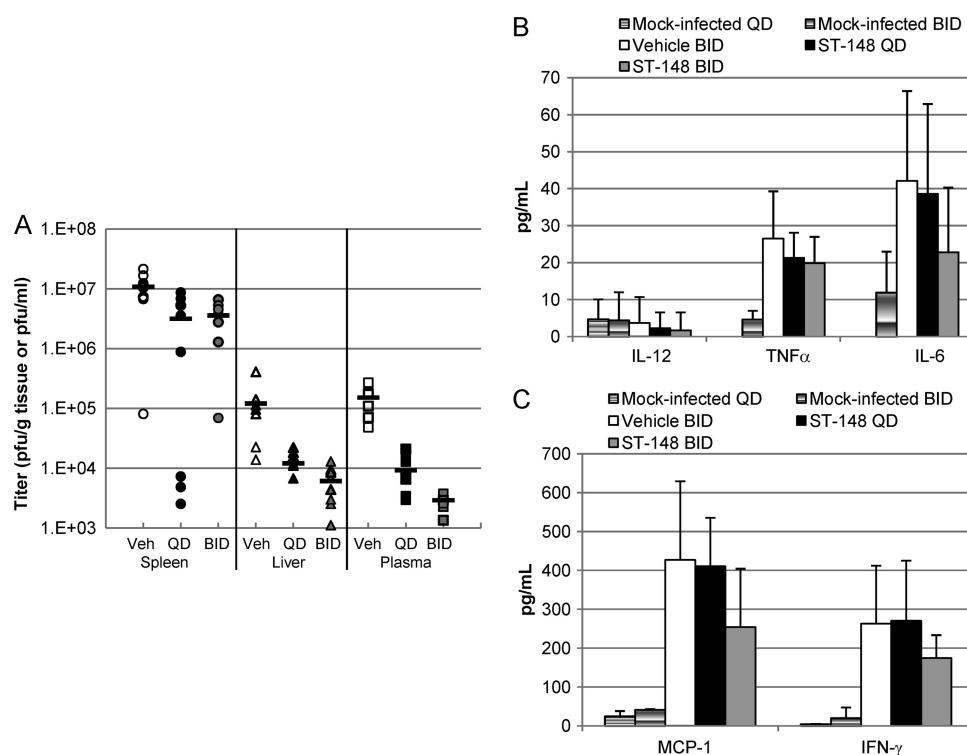 A
Titer (pfu/g tissue or pfu/ml)
1.E+08
1.E+07
1.E+06
1.E+05
1.E+04
1.E+03
Veh QD BID Veh QD BID Veh QD BID
Spleen Liver Plasma
B
Mock-infected QD Mock-infected BID
Vehicle BID ST-148 QD
ST-148 BID
pg/mL
70
60
50
40
30
20
10
0
IL-12 TNFα IL-6
C
Mock-infected QD Mock-infected BID
Vehicle BID ST-148 QD
ST-148 BID
pg/mL
700
600
500
400
300
200
100
0
MCP-1 IFN-γ